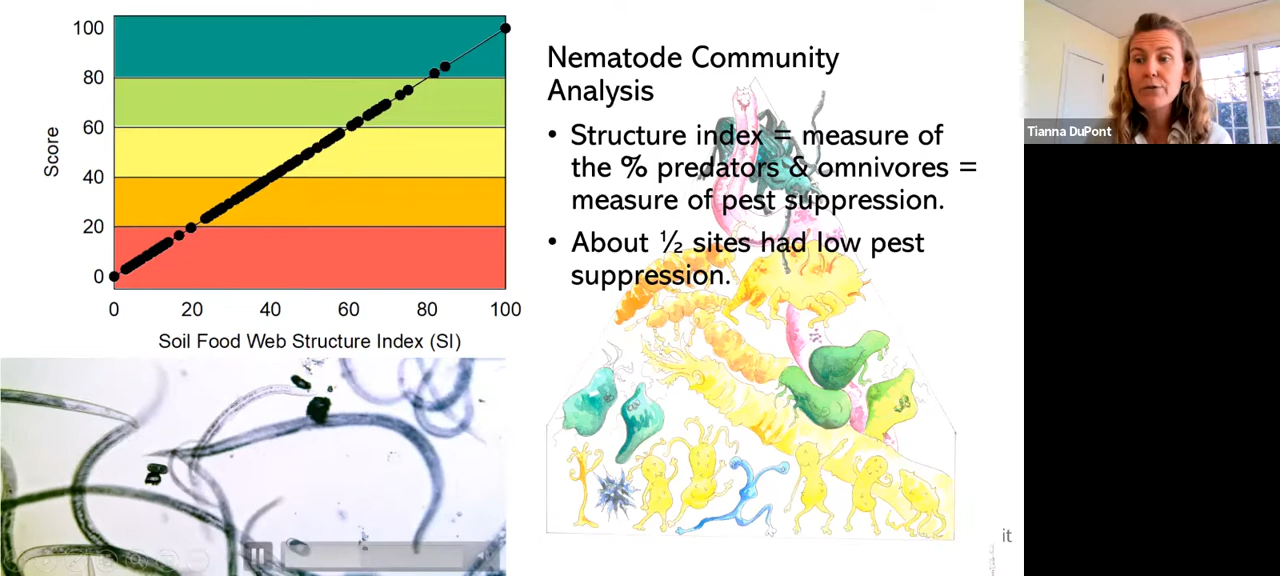 100
80
60
40
20
0
Score
0 20 40 60 80 100
Soil Food Web Structure Index (SI)
Nematode Community
Analysis
• Structure index = measure of
the % predators & omnivores =
measure of pest suppression.
• About ½ sites had low pest
suppression.
Tianna DuPont
it